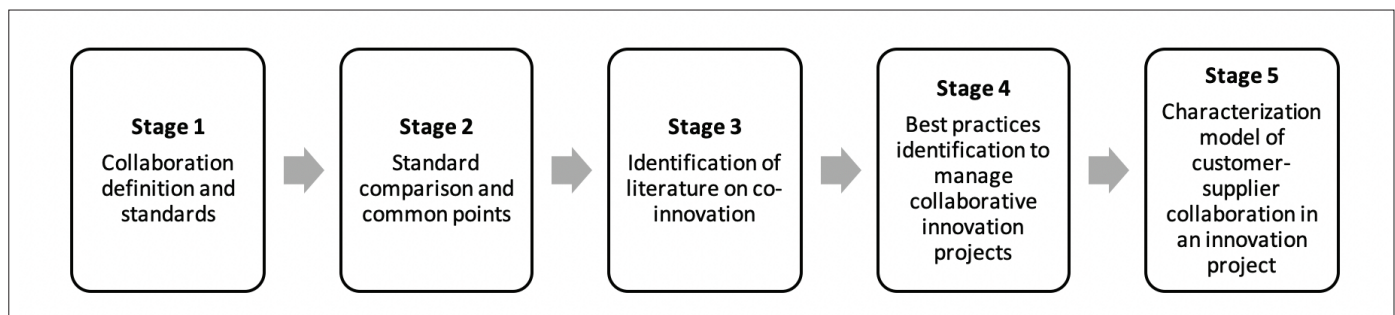 Stage 1
Collaboration
definition and
standards
Stage 2
Standard
comparison and
common points
Stage 3
Identification of
literature on co-
innovation
Stage 4
Best practices
identification to
manage
collaborative
innovation
projects
Stage 5
Characterization
model of
customer-
supplier
collaboration in
an innovation
project